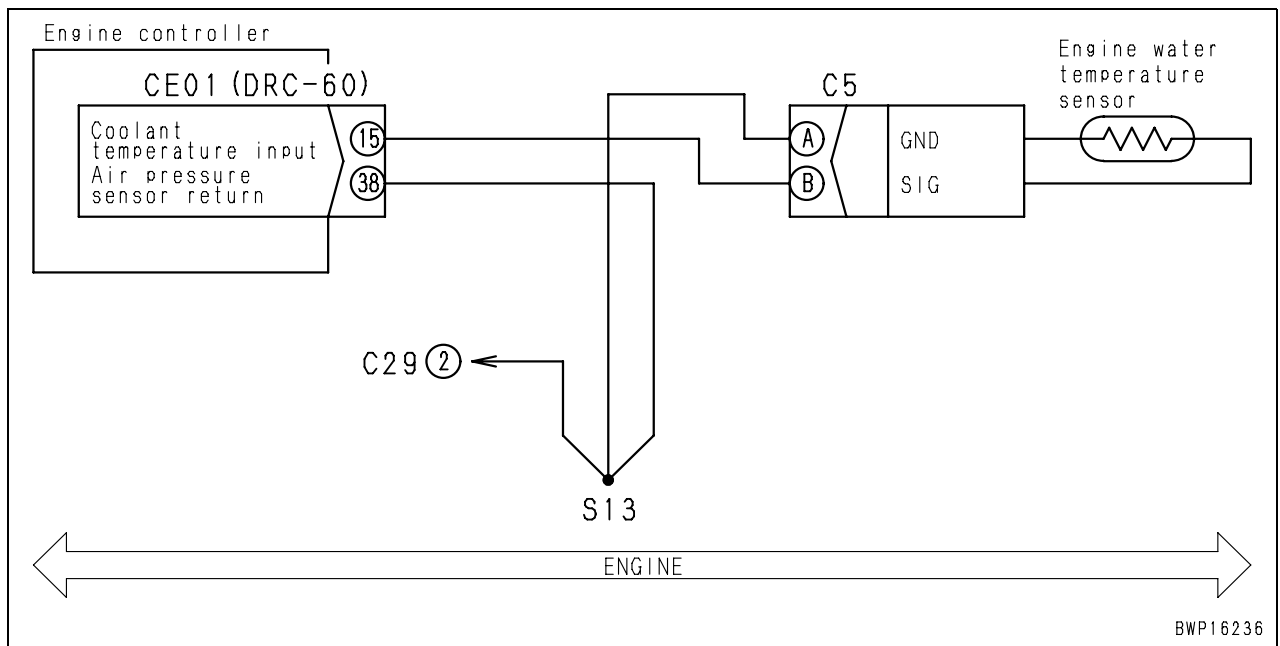 Engine controller
CE01 (DRC-60)
Coolant
temperature input
Air pressure
sensor return
15
38
C5
A
B
GND
SIG
Engine water
temperature
sensor
C29 2
S13
ENGINE
BWP16236